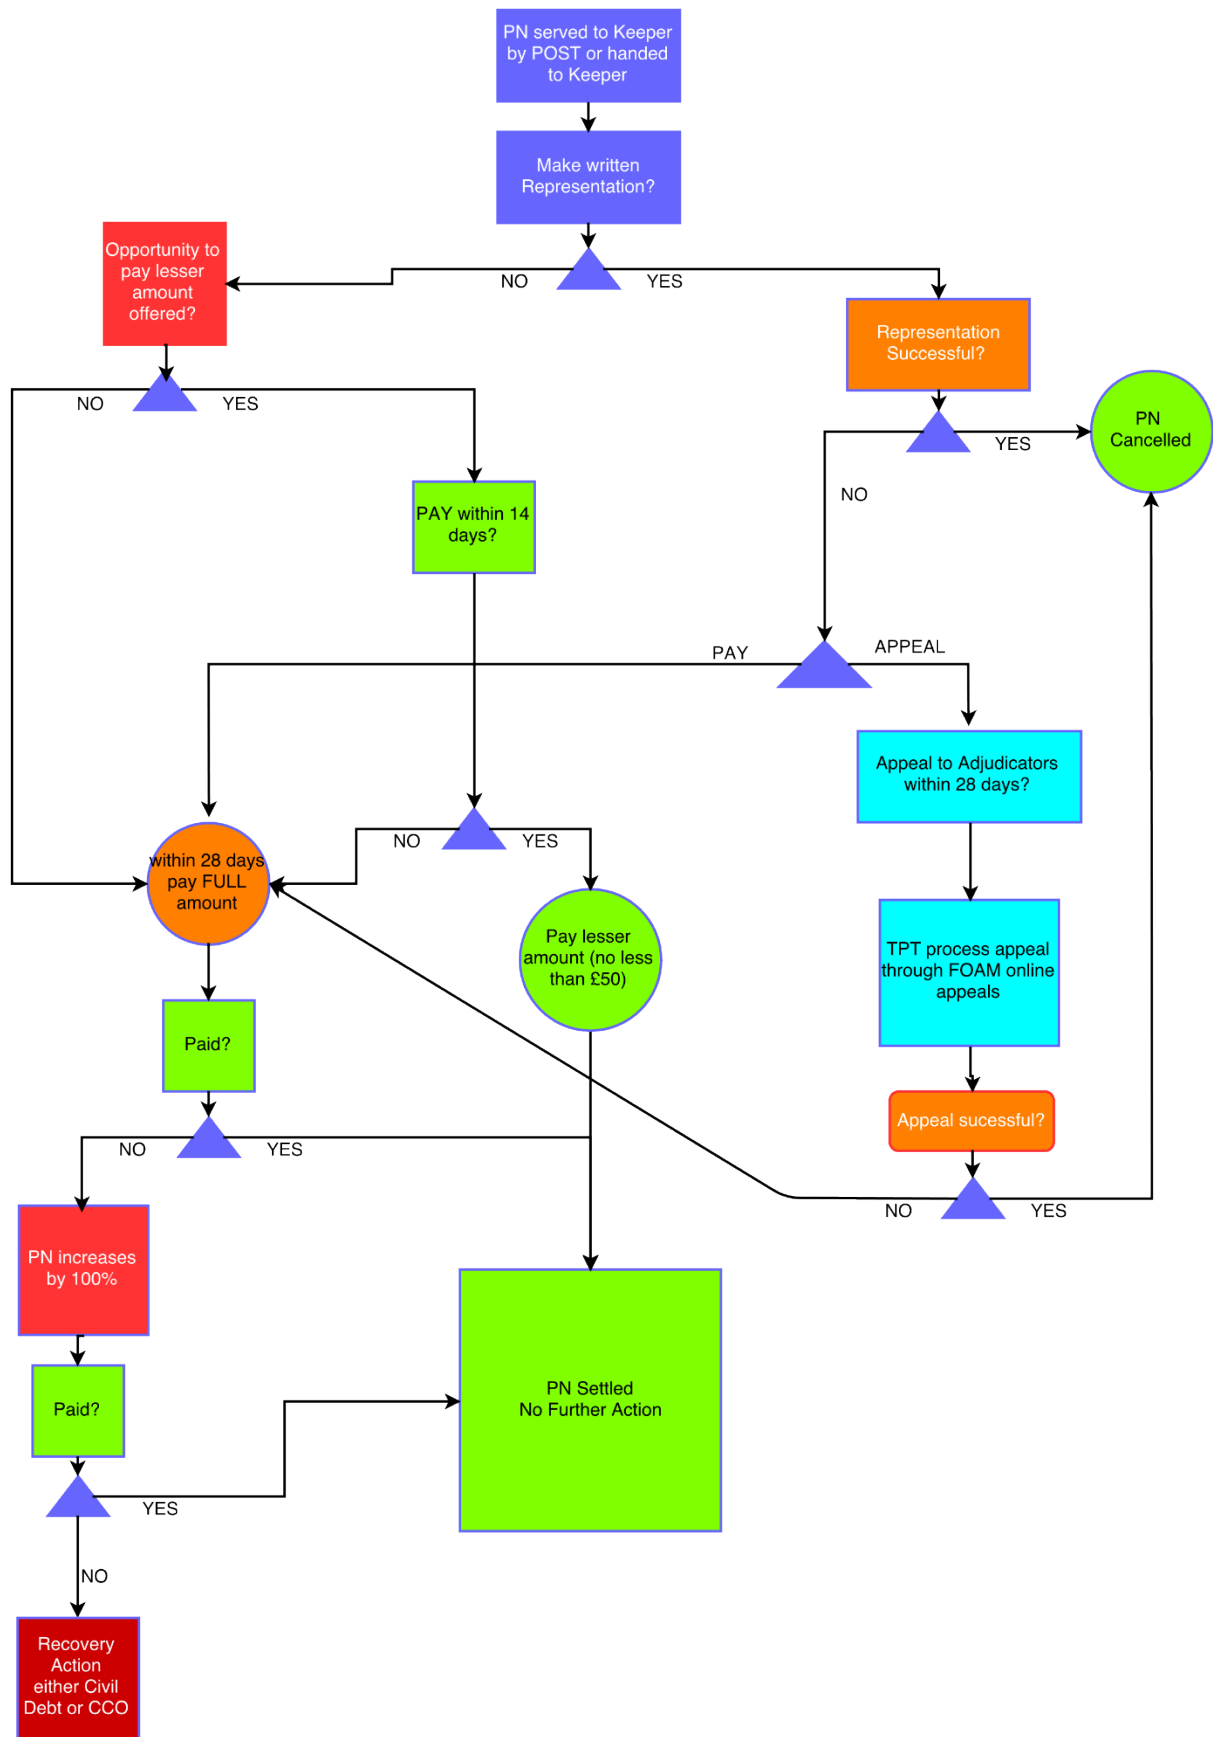 PN served to Keeper
by POST or handed
to Keeper
Make written
Representation?
NO
YES
Opportunity to
pay lesser
amount
offered?
Representation
Successful?
NO
YES
YES
PN
Cancelled
NO
PAY within 14
days?
PAY
APPEAL
Appeal to Adjudicators
within 28 days?
NO
YES
within 28 days
pay FULL
amount
Pay lesser
amount (no less
than £50)
TPT process appeal
through FOAM online
appeals
Paid?
Appeal sucessful?
NO
YES
NO
YES
PN increases
by 100%
PN Settled
No Further Action
Paid?
YES
NO
Recovery
Action
either Civil
Debt or CCO